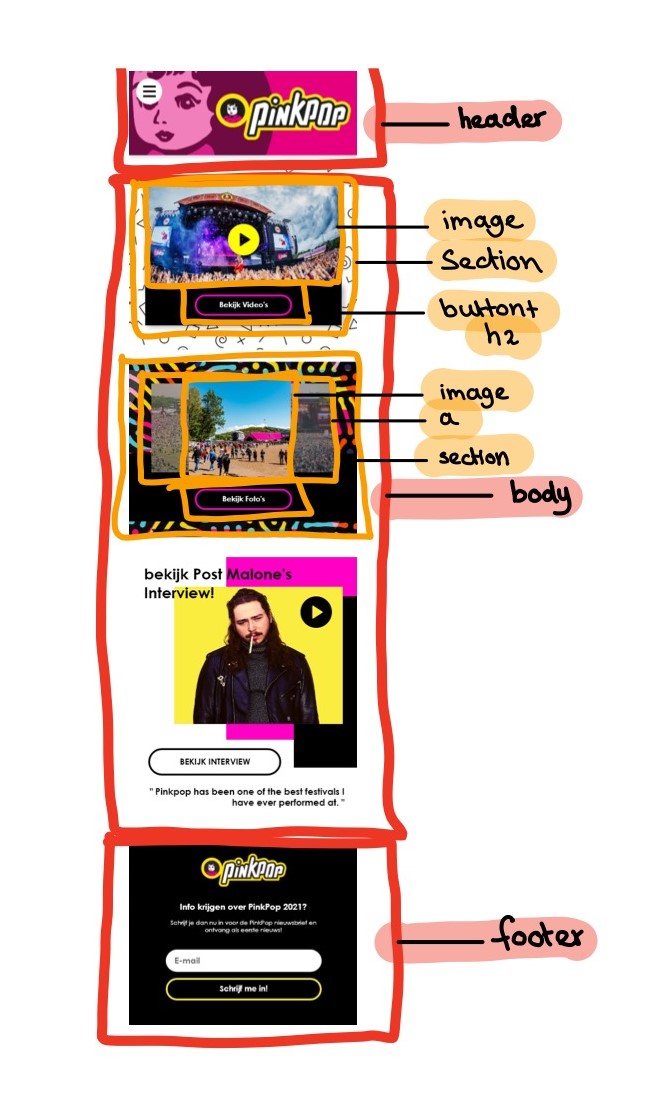 PINKPOP
header
image
Section
Bekijk Video's
button+
h2
image
a
section
Bekijk Foto's
body
bekijk Post Malone's
Interview!
BEKIJK INTERVIEW
" Pinkpop has been one of the best festivals I
have ever performed at. "
PINKPOP
Info krijgen over PinkPop 2021?
Schrijf je dan nu in voor de PinkPop nieuwsbrief en
ontvang als eerste nieuws!
footer
E-mail
Schrijf me in!